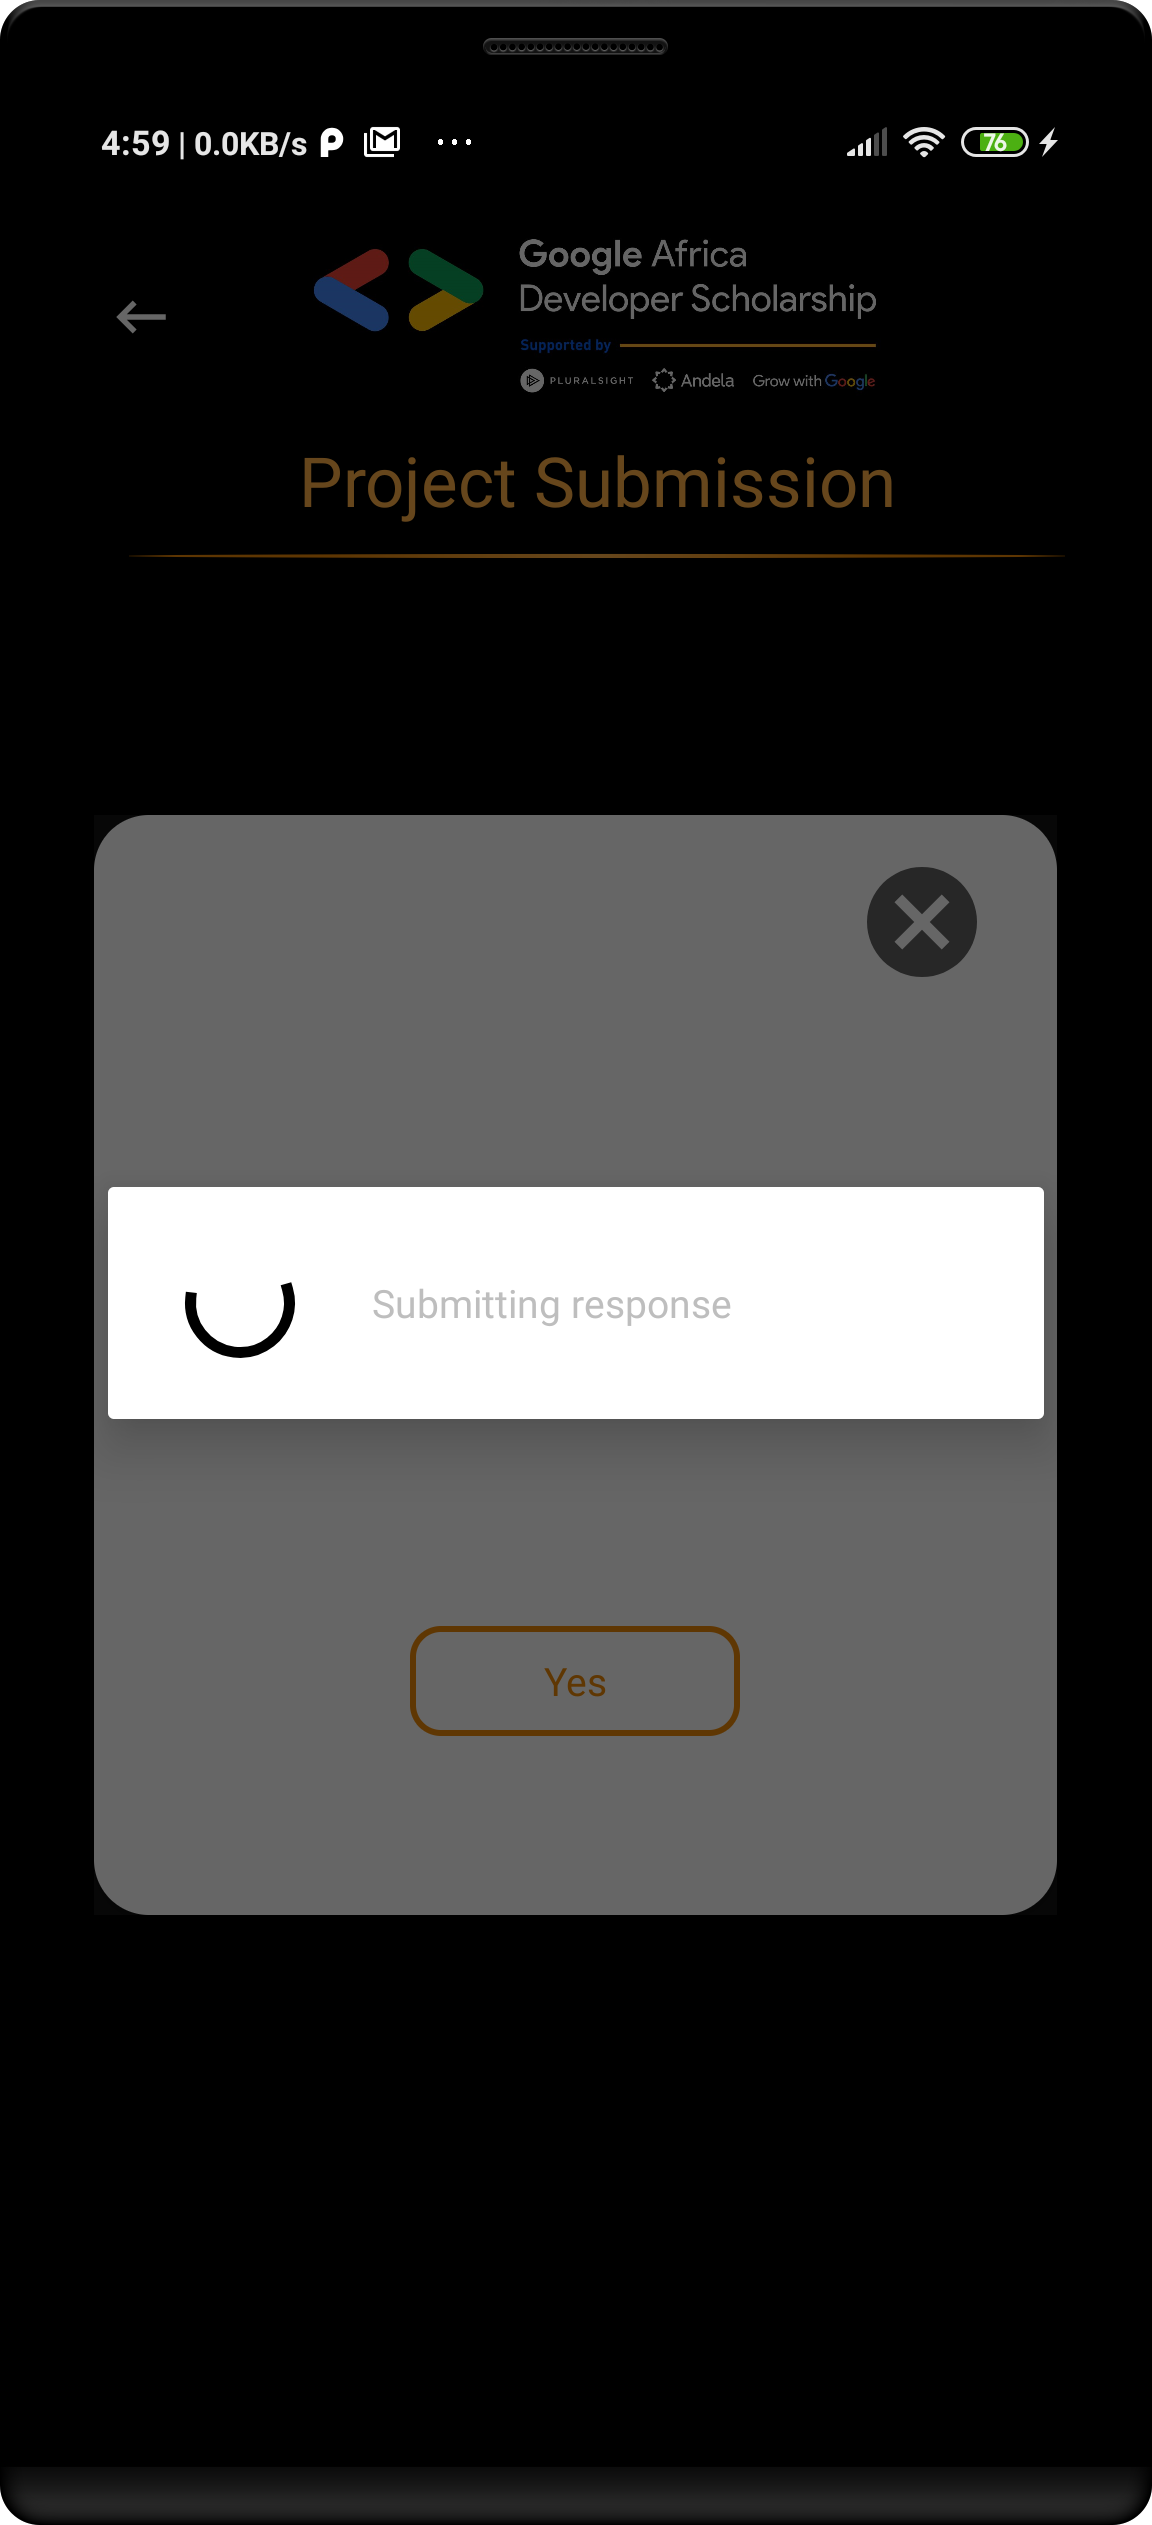 4:59 | 0.0KB/s
76
Google Africa
Developer Scholarship
Supported by
PLURALSIGHT Andela Grow with Google
Project Submission
Submitting response
Yes